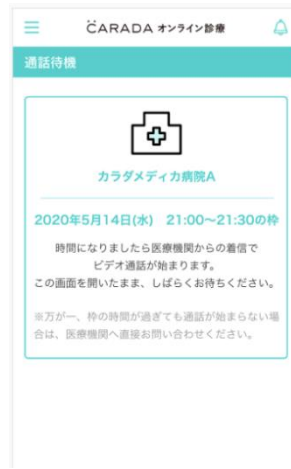 CARADA オンライン診療
通話待機
カラダメディカ病院A
2020年5月14日(水) 21:00〜21:30の枠
時間になりましたら医療機関からの着信で
ビデオ通話が始まります。
この画面を開いたまま、しばらくお待ちください。
※万が一、枠の時間が過ぎても通話が始まらない場
合は、医療機関へ直接お問い合わせください。